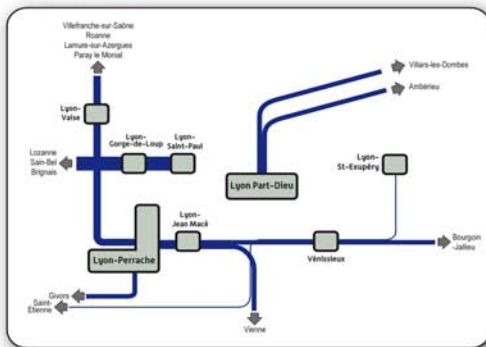 Villefranche-sur-Saône
Roanne
Lamure-sur-Azergues
Paray le Monial
Villars-les-Dombes
Ambérieu
Lyon-
Vaise
Lyon-
Gorge-de-Loup
Lyon-
Saint-Paul
Lozanne
Sain-Bel
Brignais
Lyon Part-Dieu
Lyon-
St-Exupéry
Lyon-
Jean Macé
Lyon-Perrache
Vénissieux
Bourgoin
-Jallieu
Givors
Saint-
Etienne
Vienne